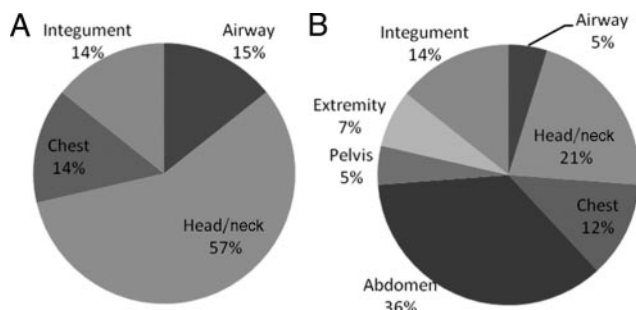 A
Integument
14%
Airway
15%
Chest
14%
Head/neck
57%
B
Integument
14%
Airway
5%
Extremity
7%
Head/neck
21%
Pelvis
5%
Chest
12%
Abdomen
36%